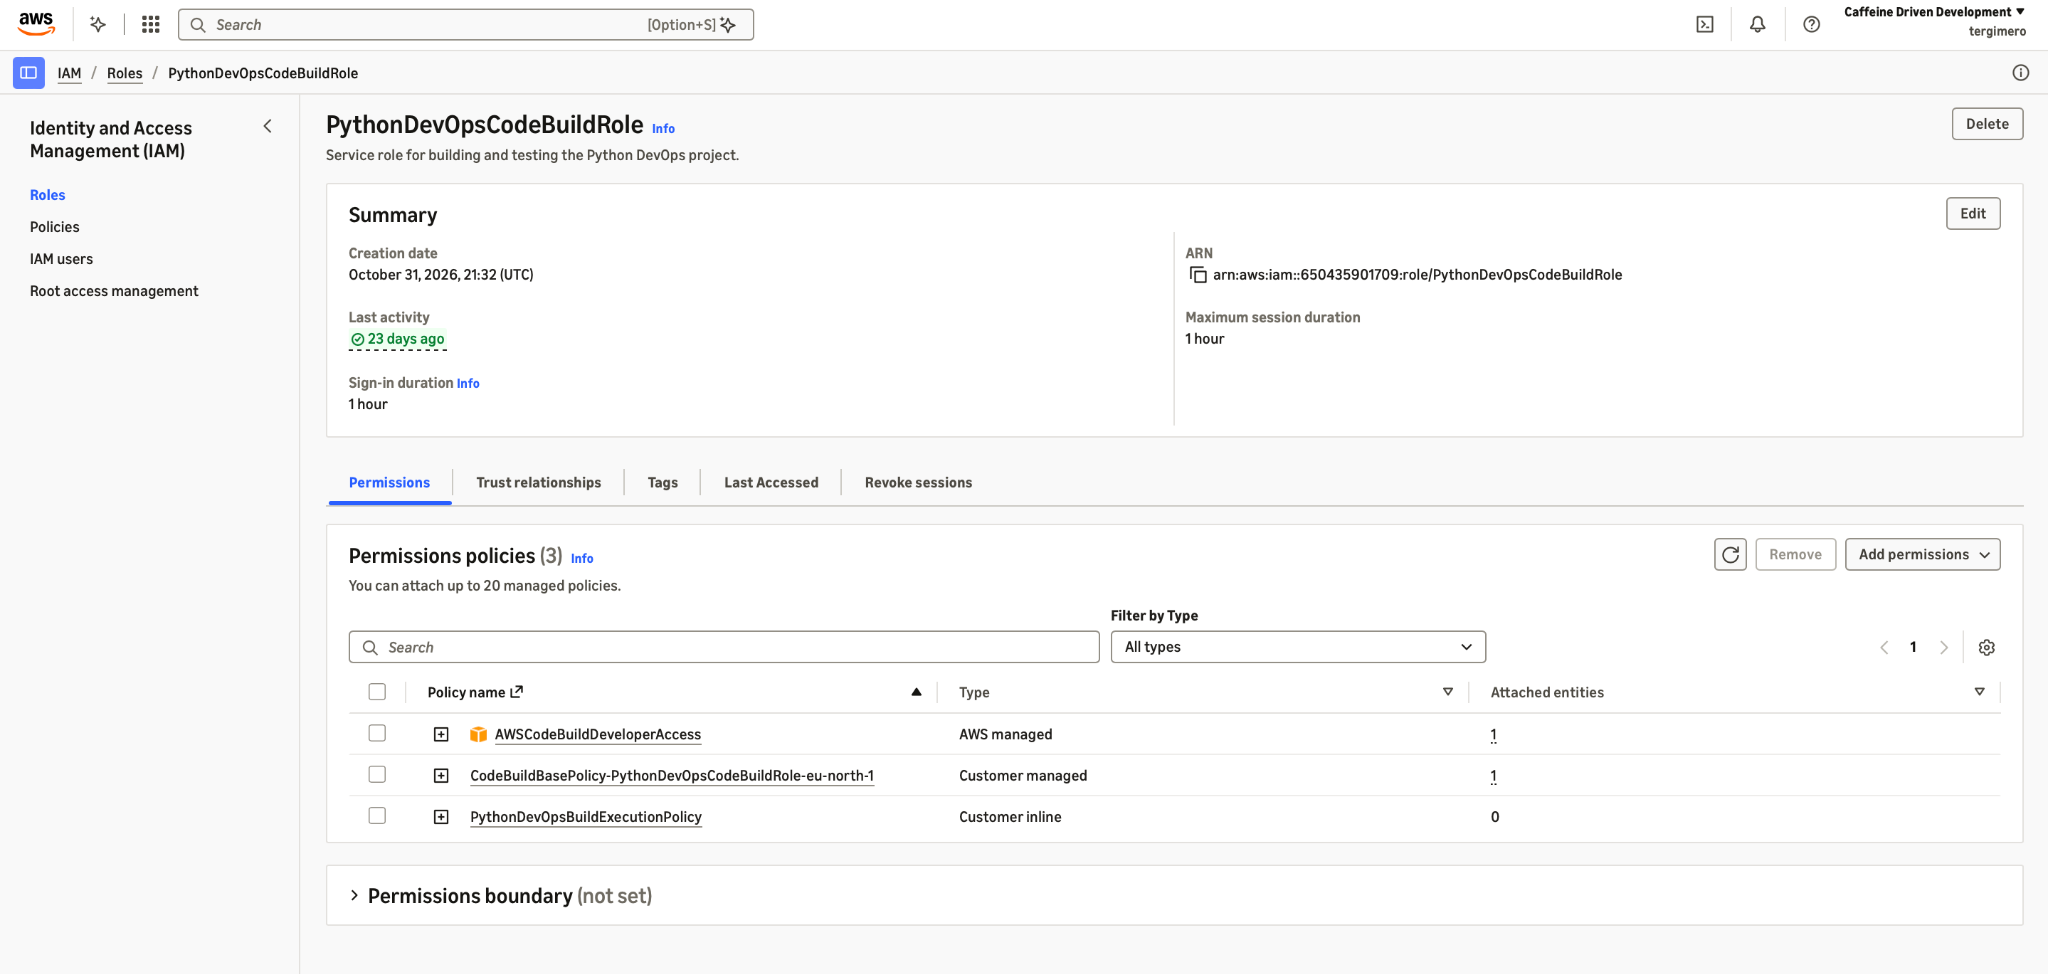 aws
Search [Option+S]
Caffeine Driven Development
tergimero
IAM / Roles / PythonDevOpsCodeBuildRole
Identity and Access
Management (IAM)
Roles
Policies
IAM users
Root access management
PythonDevOpsCodeBuildRole Info
Delete
Service role for building and testing the Python DevOps project.
Summary
Edit
Creation date
October 31, 2026, 21:32 (UTC)
ARN
arn:aws:iam::650435901709:role/PythonDevOpsCodeBuildRole
Last activity
23 days ago
Maximum session duration
1 hour
Sign-in duration Info
1 hour
Permissions
Trust relationships
Tags
Last Accessed
Revoke sessions
Permissions policies (3) Info
Remove
Add permissions
You can attach up to 20 managed policies.
Filter by Type
Search
All types
1
Policy name Type Attached entities
AWSCodeBuildDeveloperAccess AWS managed 1
CodeBuildBasePolicy-PythonDevOpsCodeBuildRole-eu-north-1 Customer managed 1
PythonDevOpsBuildExecutionPolicy Customer inline 0
Permissions boundary (not set)